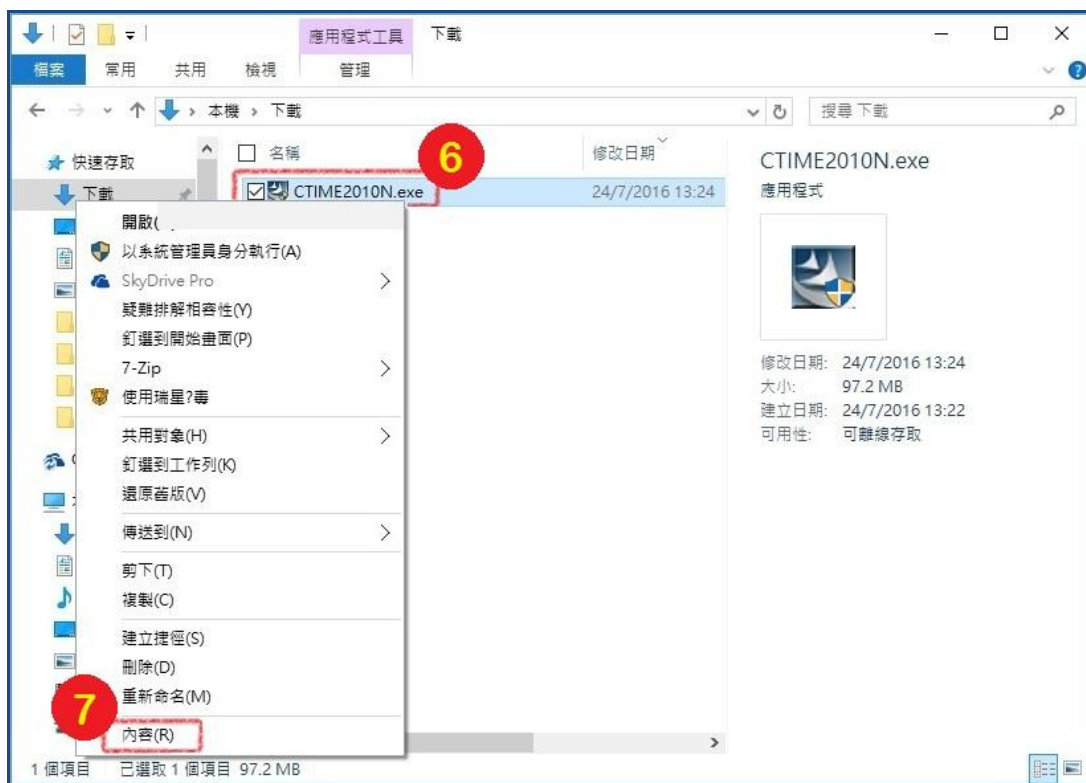 應用程式工具 下載
檔案 常用 共用 檢視 管理
本機 下載 搜尋 下載
快速存取
下載
名稱 修改日期
6
CTIME2010N.exe 24/7/2016 13:24
CTIME2010N.exe
應用程式
修改日期: 24/7/2016 13:24
大小: 97.2 MB
建立日期: 24/7/2016 13:22
可用性: 可離線存取
開啟(
以系統管理員身分執行(A)
SkyDrive Pro
疑難排解相容性(Y)
釘選到開始畫面(P)
7-Zip
使用瑞星?毒
共用對象(H)
釘選到工作列(K)
還原舊版(V)
傳送到(N)
剪下(T)
複製(C)
建立捷徑(S)
刪除(D)
重新命名(M)
7
內容(R)
1 個項目 已選取 1 個項目 97.2 MB